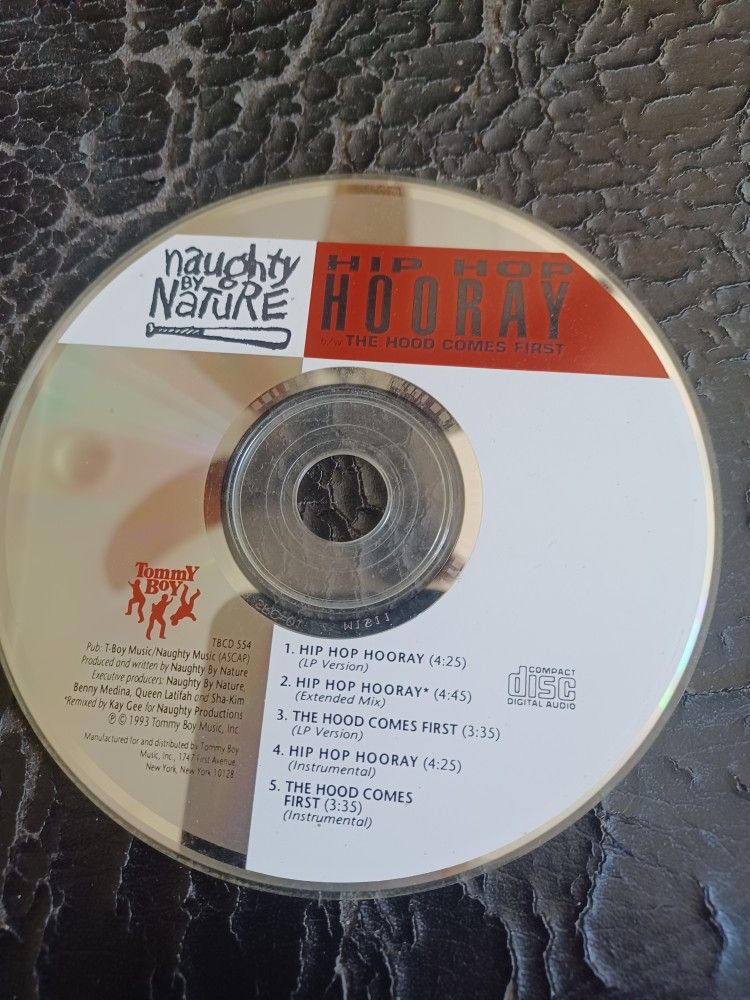 naughty
BY
NATURE
HIP HOP
HOORAY
b/w THE HOOD COMES FIRST
TOMMY
BOY
TBCD 554
Pub: T-Boy Music/Naughty Music (ASCAP)
Produced and written by Naughty By Nature
Executive producers: Naughty By Nature,
Benny Medina, Queen Latifah and Sha-Kim
*Remixed by Kay Gee for Naughty Productions
℗ © 1993 Tommy Boy Music, Inc
Manufactured for and distributed by Tommy Boy
Music, Inc., 1747 First Avenue,
New York, New York 10128
1. HIP HOP HOORAY (4:25)
(LP Version)
2. HIP HOP HOORAY* (4:45)
(Extended Mix)
3. THE HOOD COMES FIRST (3:35)
(LP Version)
4. HIP HOP HOORAY (4:25)
(Instrumental)
5. THE HOOD COMES
FIRST (3:35)
(Instrumental)
COMPACT
disc
DIGITAL AUDIO